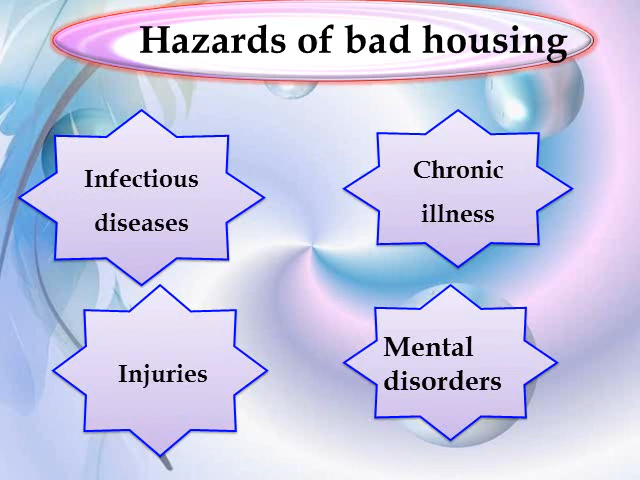 Hazards of bad housing
Infectious
diseases
Chronic
illness
Injuries
Mental
disorders